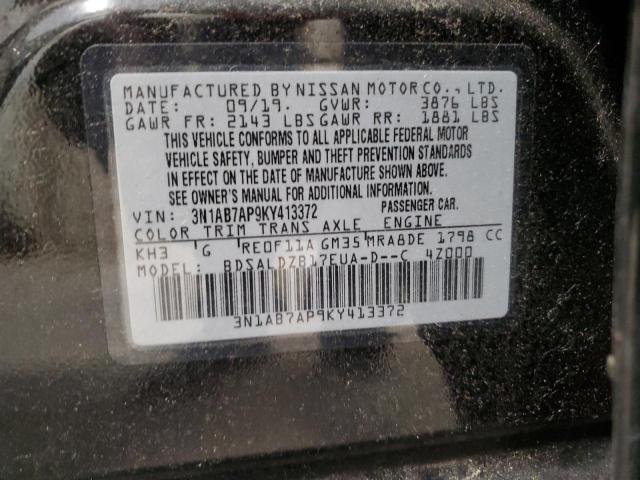 MANUFACTURED BY NISSAN MOTOR CO., LTD.
DATE: 09/19. GVWR: 3876 LBS
GAWR FR: 2143 LBS GAWR RR: 1881 LBS
THIS VEHICLE CONFORMS TO ALL APPLICABLE FEDERAL MOTOR
VEHICLE SAFETY, BUMPER AND THEFT PREVENTION STANDARDS
IN EFFECT ON THE DATE OF MANUFACTURE SHOWN ABOVE.
SEE OWNER'S MANUAL FOR ADDITIONAL INFORMATION.
VIN: 3N1AB7AP9KY413372 PASSENGER CAR.
COLOR TRIM TRANS AXLE ENGINE
KH3 G RE0F11A GM35 MRA8DE 1798 CC
MODEL: BDSALDZB17EUA-D--C 4Z000
3N1AB7AP9KY413372